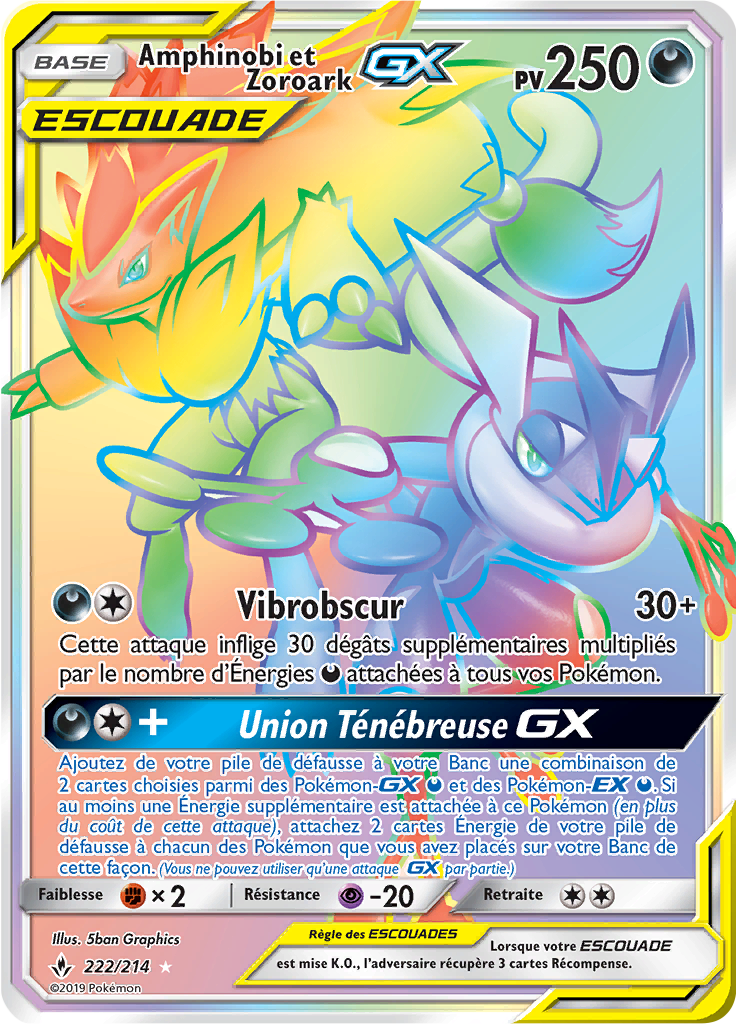 BASE
Amphinobi et
Zoroark GX
PV250
ESCOUADE
Vibrobscur 30+
Cette attaque inflige 30 dégâts supplémentaires multipliés
par le nombre d'Énergies attachées à tous vos Pokémon.
+ Union Ténébreuse GX
Ajoutez de votre pile de défausse à votre Banc une combinaison de
2 cartes choisies parmi des Pokémon-GX et des Pokémon-EX . Si
au moins une Énergie supplémentaire est attachée à ce Pokémon (en plus
du coût de cette attaque), attachez 2 cartes Énergie de votre pile de
défausse à chacun des Pokémon que vous avez placés sur votre Banc de
cette façon. (Vous ne pouvez utiliser qu'une attaque GX par partie.)
Faiblesse ×2 Résistance -20 Retraite
Illus. 5ban Graphics
222/214
©2019 Pokémon
Règle des ESCOUADES
Lorsque votre ESCOUADE
est mise K.O., l'adversaire récupère 3 cartes Récompense.